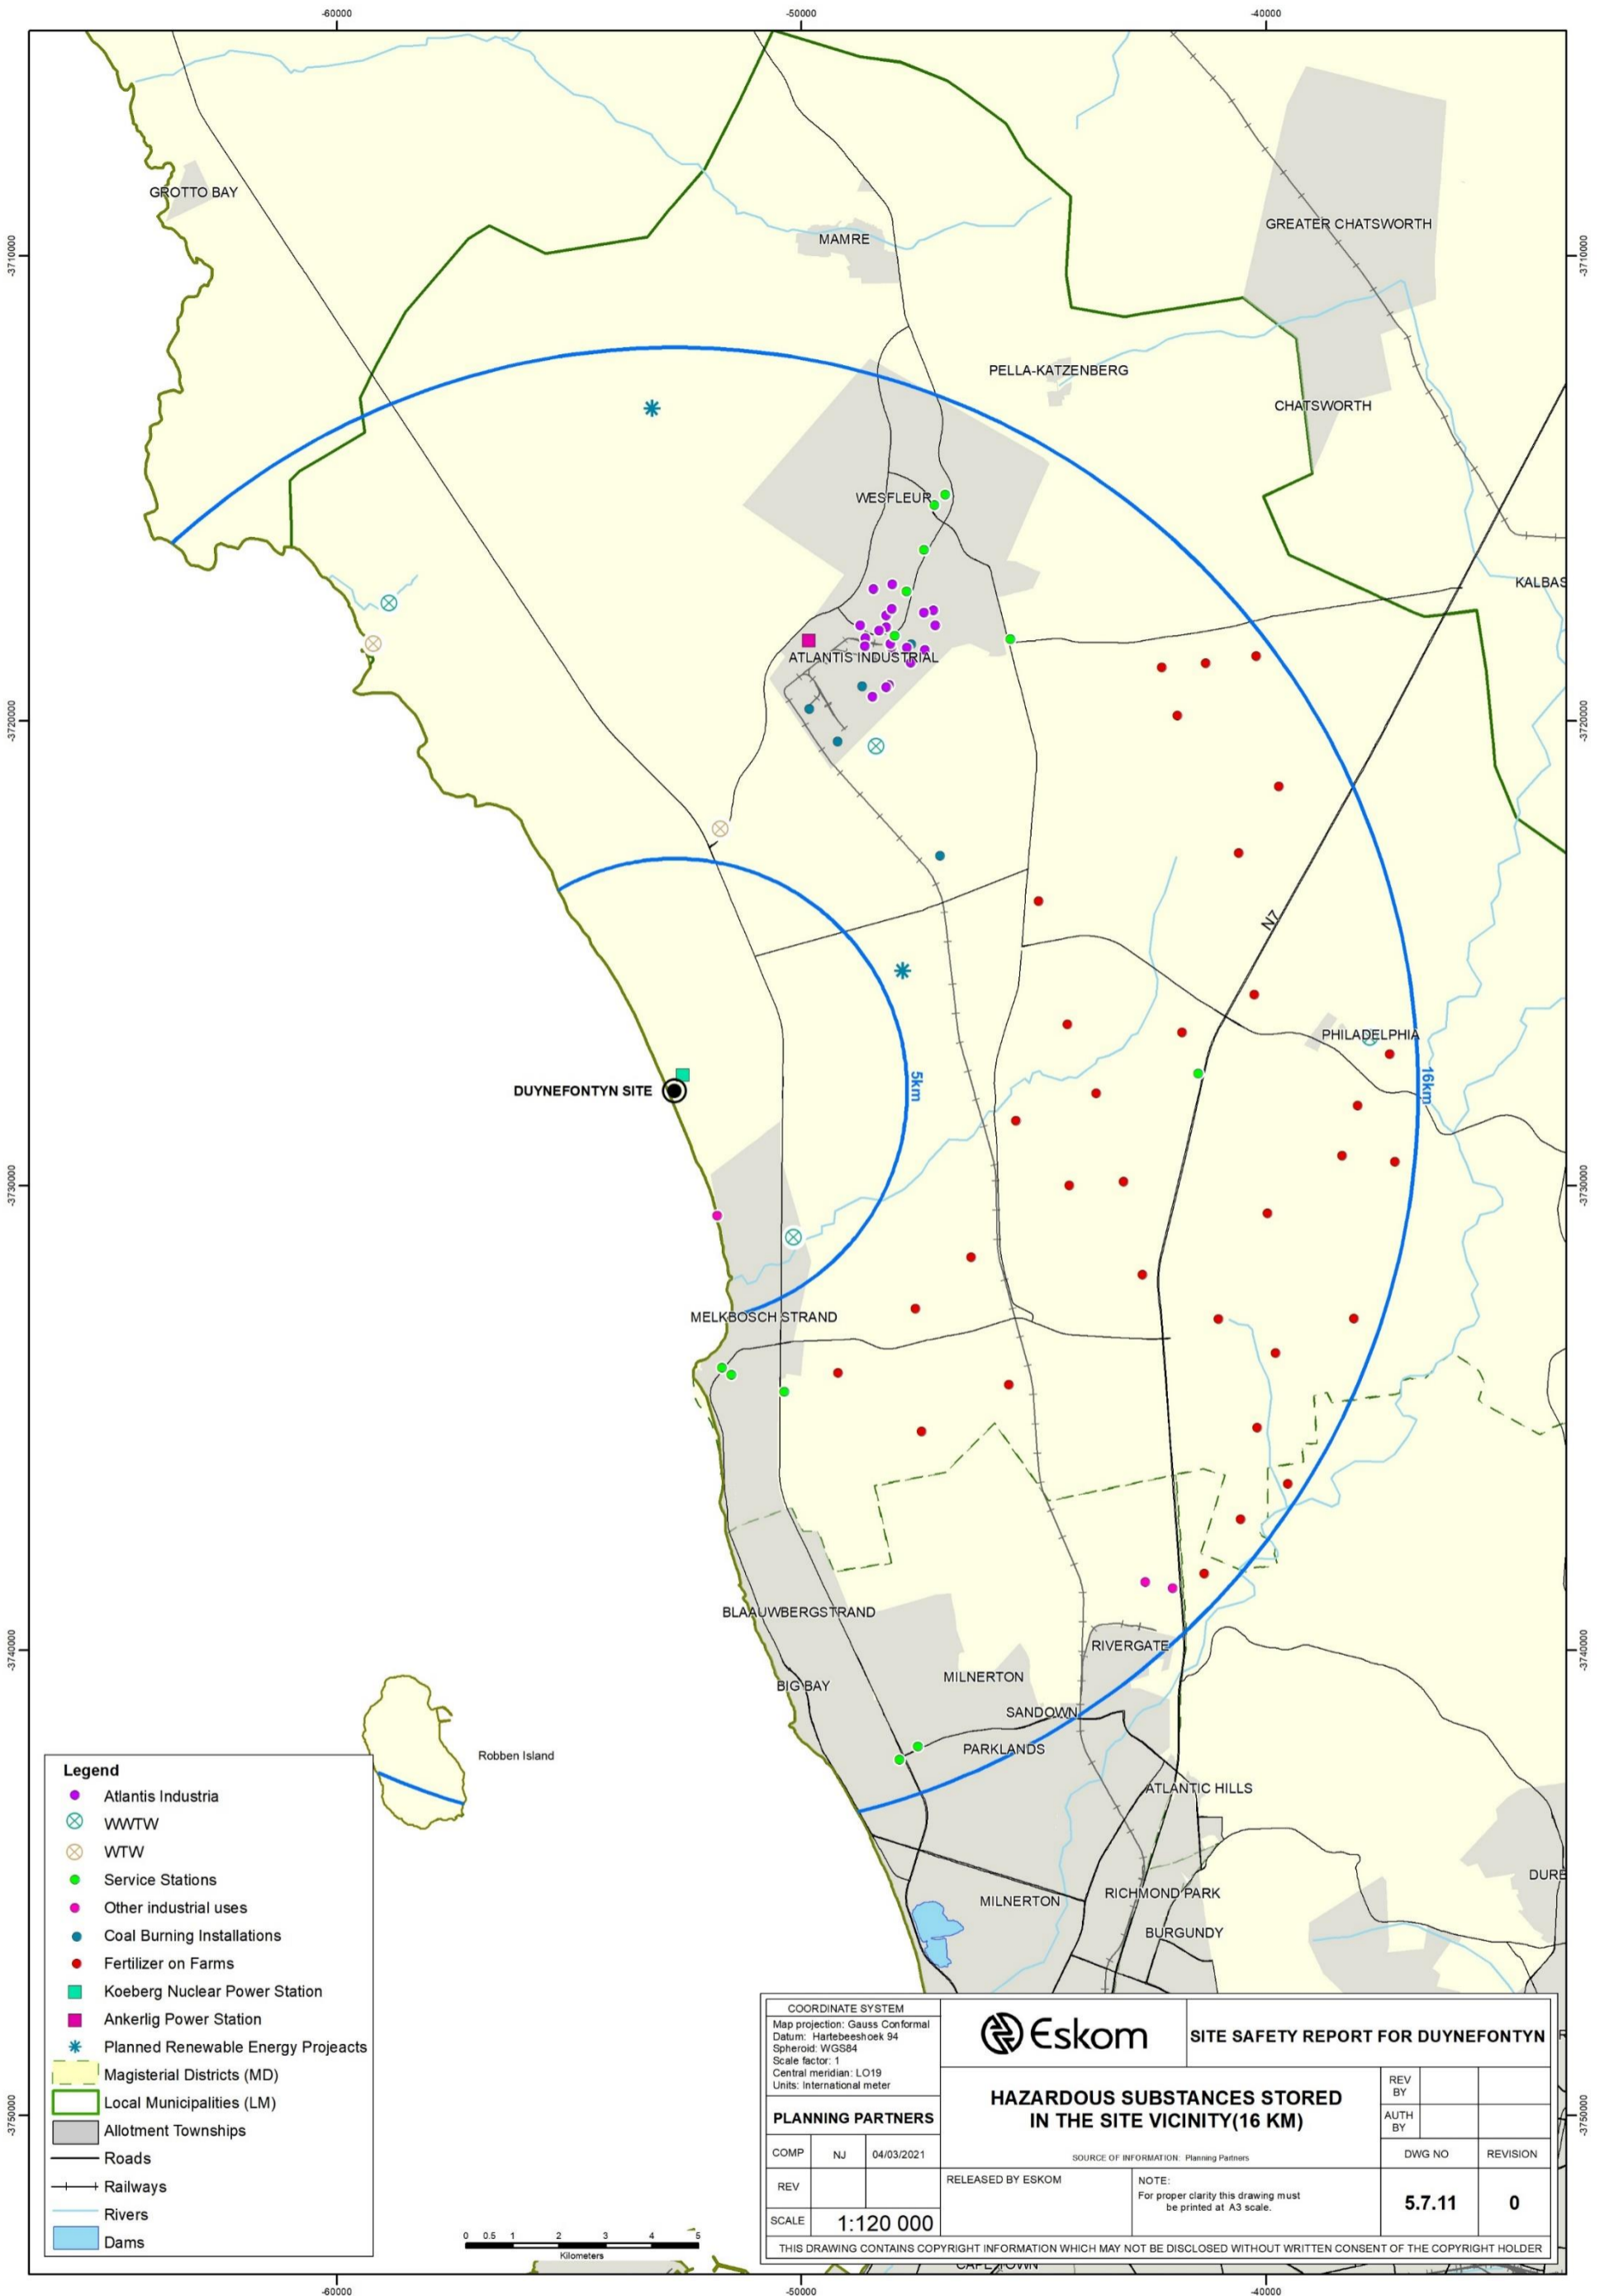 -60000
-50000
-40000
GROTTO BAY
MAMRE
GREATER CHATSWORTH
-3710000
-3710000
PELLA-KATZENBERG
CHATSWORTH
WESFLEUR
KALBAS
ATLANTIS INDUSTRIAL
-3720000
-3720000
N7
PHILADELPHIA
DUYNEFONTYN SITE
5km
16km
-3730000
-3730000
MELKBOSCH STRAND
BLAAUWBERGSTRAND
RIVERGATE
-3740000
-3740000
MILNERTON
BIG BAY
SANDOWN
PARKLANDS
Robben Island
ATLANTIC HILLS
DURE
RICHMOND PARK
MILNERTON
BURGUNDY
Legend
Atlantis Industria
WWTW
WTW
Service Stations
Other industrial uses
Coal Burning Installations
Fertilizer on Farms
Koeberg Nuclear Power Station
Ankerlig Power Station
Planned Renewable Energy Projeacts
Magisterial Districts (MD)
Local Municipalities (LM)
Allotment Townships
Roads
Railways
Rivers
Dams
-3750000
-3750000
0 0.5 1 2 3 4 5
Kilometers
COORDINATE SYSTEM
Map projection: Gauss Conformal
Datum: Hartebeeshoek 94
Spheroid: WGS84
Scale factor: 1
Central meridian: LO19
Units: International meter
PLANNING PARTNERS
COMP NJ 04/03/2021
REV
SCALE 1:120 000
Eskom
SITE SAFETY REPORT FOR DUYNEFONTYN
HAZARDOUS SUBSTANCES STORED
IN THE SITE VICINITY(16 KM)
SOURCE OF INFORMATION: Planning Partners
REV
BY
AUTH
BY
DWG NO
REVISION
RELEASED BY ESKOM
NOTE:
For proper clarity this drawing must
be printed at A3 scale.
5.7.11
0
THIS DRAWING CONTAINS COPYRIGHT INFORMATION WHICH MAY NOT BE DISCLOSED WITHOUT WRITTEN CONSENT OF THE COPYRIGHT HOLDER
CAPE TOWN
-60000
-50000
-40000